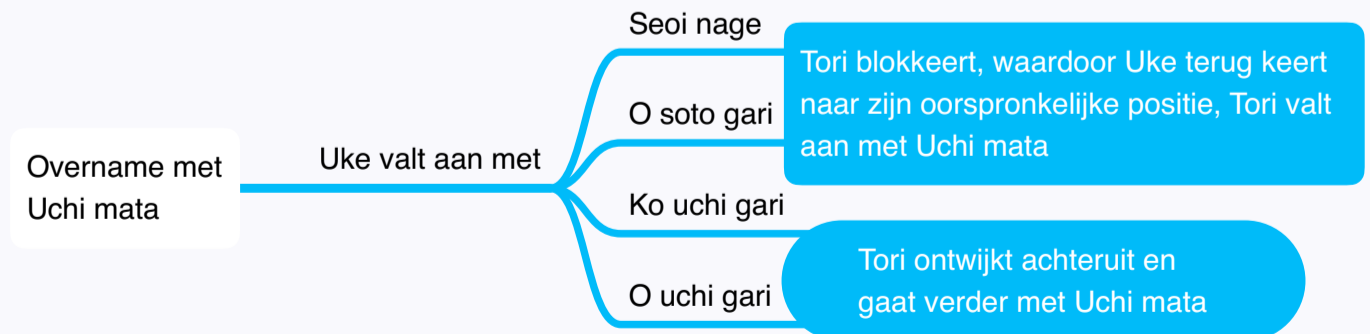 Overname met
Uchi mata
Uke valt aan met
Seoi nage
O soto gari
Tori blokkeert, waardoor Uke terug keert
naar zijn oorspronkelijke positie, Tori valt
aan met Uchi mata
Ko uchi gari
O uchi gari
Tori ontwijkt achteruit en
gaat verder met Uchi mata